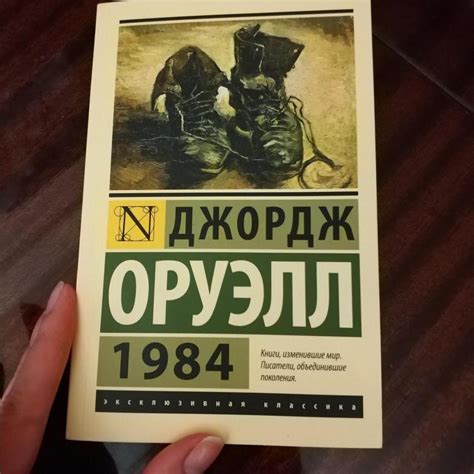 N ДЖОРДЖ
ОРУЭЛЛ
1984
Книги, изменившие мир.
Писатели, объединившие
поколения.
эксклюзивная классика